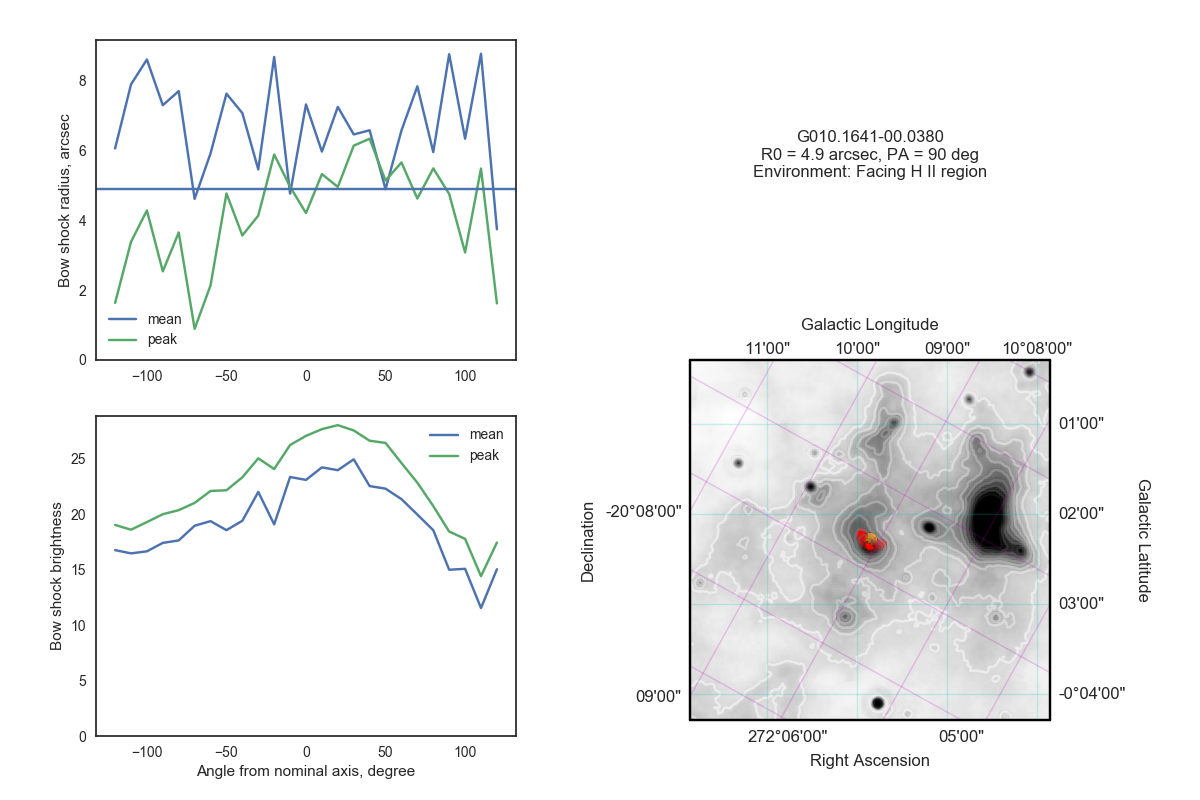 Bow shock radius, arcsec
8
6
4
2
0
mean
peak
−100
−50
0
50
100
Bow shock brightness
25
20
15
10
5
0
mean
peak
−100
−50
0
50
100
Angle from nominal axis, degree
G010.1641-00.0380
R0 = 4.9 arcsec, PA = 90 deg
Environment: Facing H II region
Galactic Longitude
11'00"
10'00"
09'00"
10°08'00"
01'00"
02'00"
03'00"
-0°04'00"
Galactic Latitude
Declination
-20°08'00"
09'00"
272°06'00"
05'00"
Right Ascension